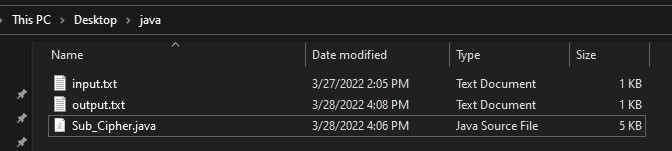 This PC > Desktop > java
Name Date modified Type Size
input.txt 3/27/2022 2:05 PM Text Document 1 KB
output.txt 3/28/2022 4:08 PM Text Document 1 KB
Sub_Cipher.java 3/28/2022 4:06 PM Java Source File 5 KB